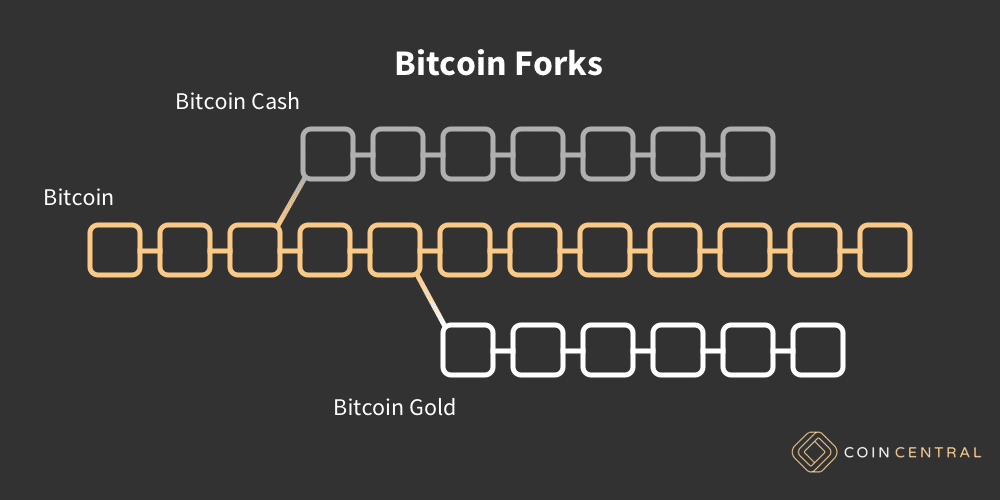 Bitcoin Forks
Bitcoin Cash
Bitcoin
Bitcoin Gold
COINCENTRAL